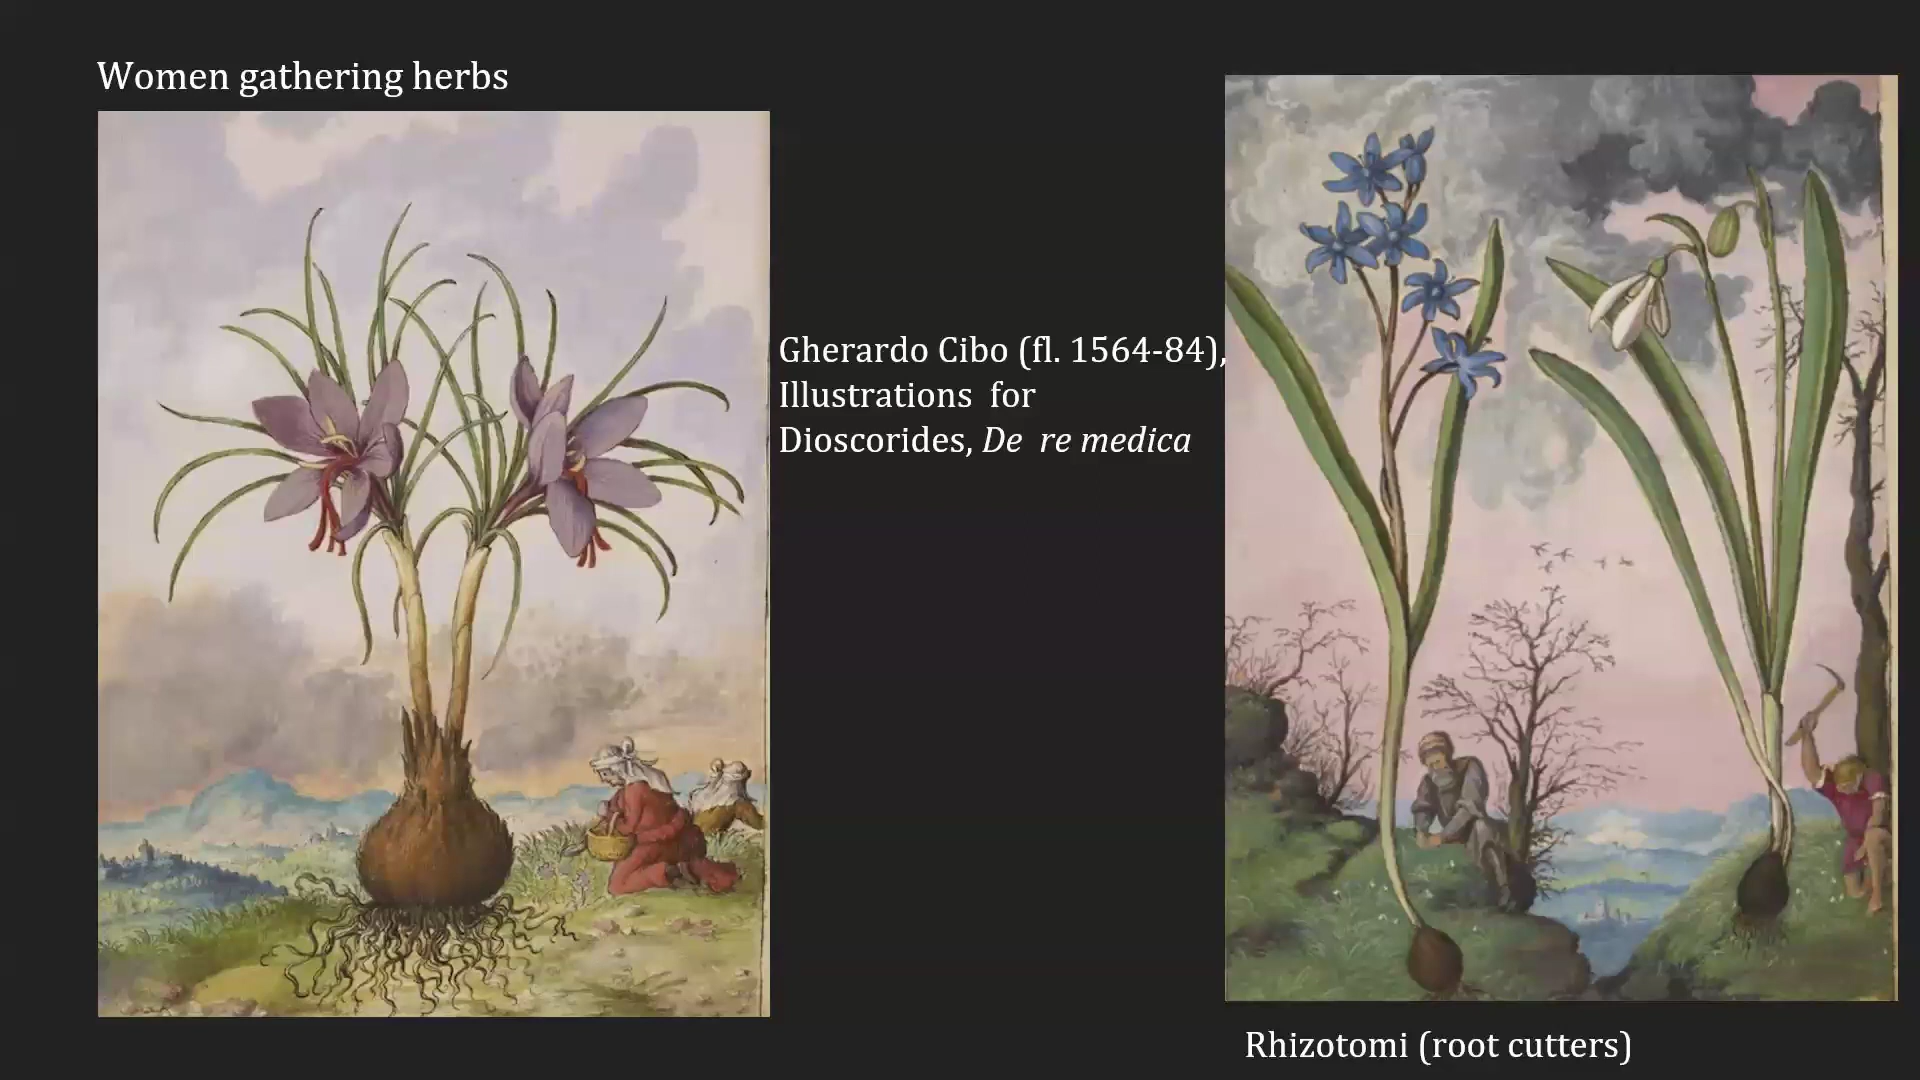 Women gathering herbs
Gherardo Cibo (fl. 1564-84),
Illustrations for
Dioscorides, De re medica
Rhizotomi (root cutters)